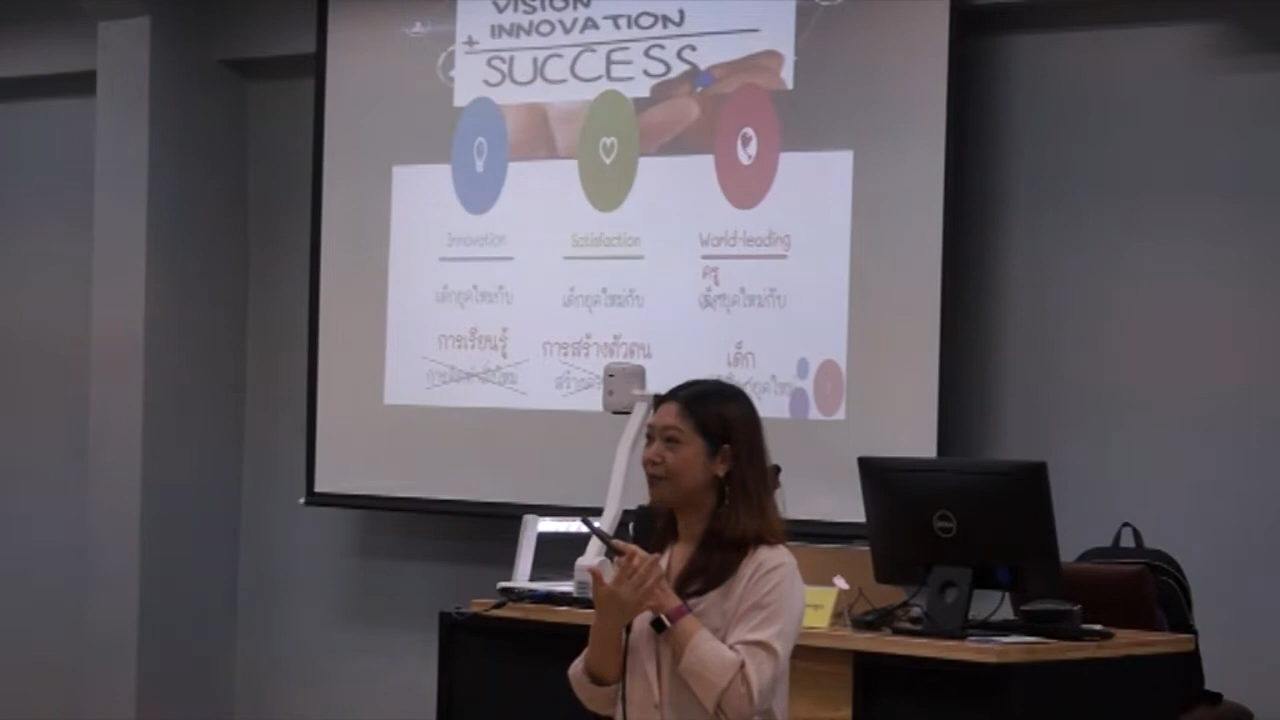 VISION
+ INNOVATION
SUCCESS
Innovation
Satisfaction
World-leading
ครู
เด็กยุคใหม่กับ
เด็กยุคใหม่กับ
ยุคใหม่กับ
การเรียนรู้
การสร้างตัวตน
เด็ก
DELL